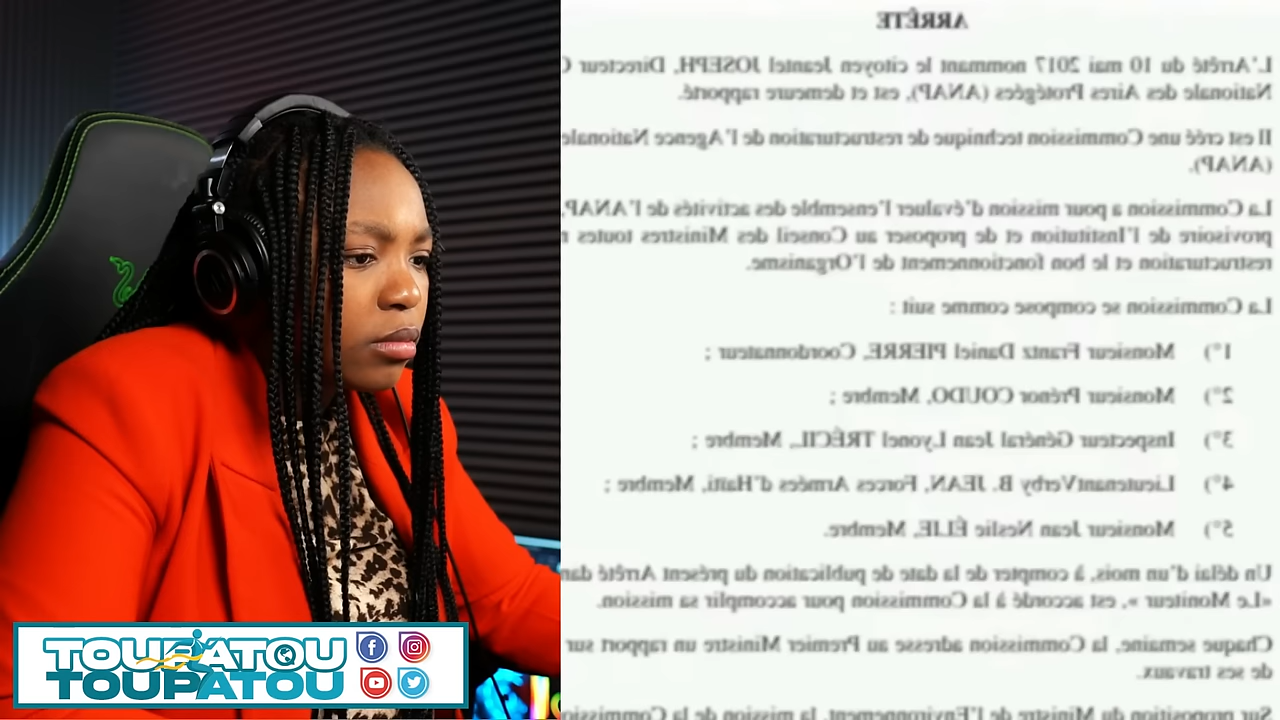 ARRÊTE
L'Arrêté du 10 mai 2017 nommant le citoyen Jeantel JOSEPH, Directeur
Nationale des Aires Protégées (ANAP), est et demeure rapporté.
Il est créé une Commission technique de restructuration de l'Agence Nationale
(ANAP).
La Commission a pour mission d'évaluer l'ensemble des activités de l'ANAP,
provisoire de l'Institution et de proposer au Conseil des Ministres toutes
restructuration et le bon fonctionnement de l'Organisme.
La Commission se compose comme suit :
1°) Monsieur Frantz Daniel PIERRE, Coordonnateur ;
2°) Monsieur Prénor COUDO, Membre ;
3°) Inspecteur Général Jean Lyonel TRÉCIL, Membre ;
4°) LieutenantVerby B. JEAN, Forces Armées d'Haïti, Membre ;
5°) Monsieur Jean Neslie ÉLIE, Membre.
Un délai d'un mois, à compter de la date de publication du présent Arrêté dan
«Le Moniteur », est accordé à la Commission pour accomplir sa mission.
Chaque semaine, la Commission adresse au Premier Ministre un rapport sur
de ses travaux.
Sur proposition du Ministre de l'Environnement, la mission de la Commission
TOUPATOU
TOUPATOU